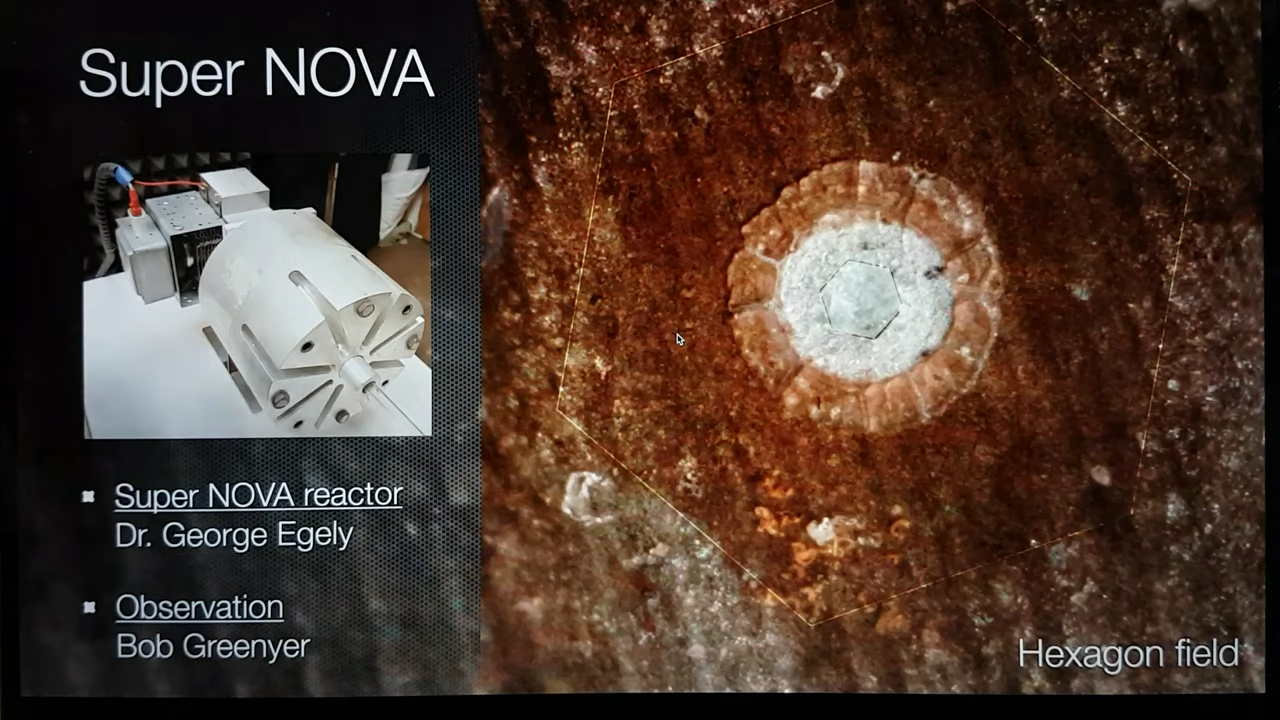 Super NOVA
Super NOVA reactor
Dr. George Egely
Observation
Bob Greenyer
Hexagon field